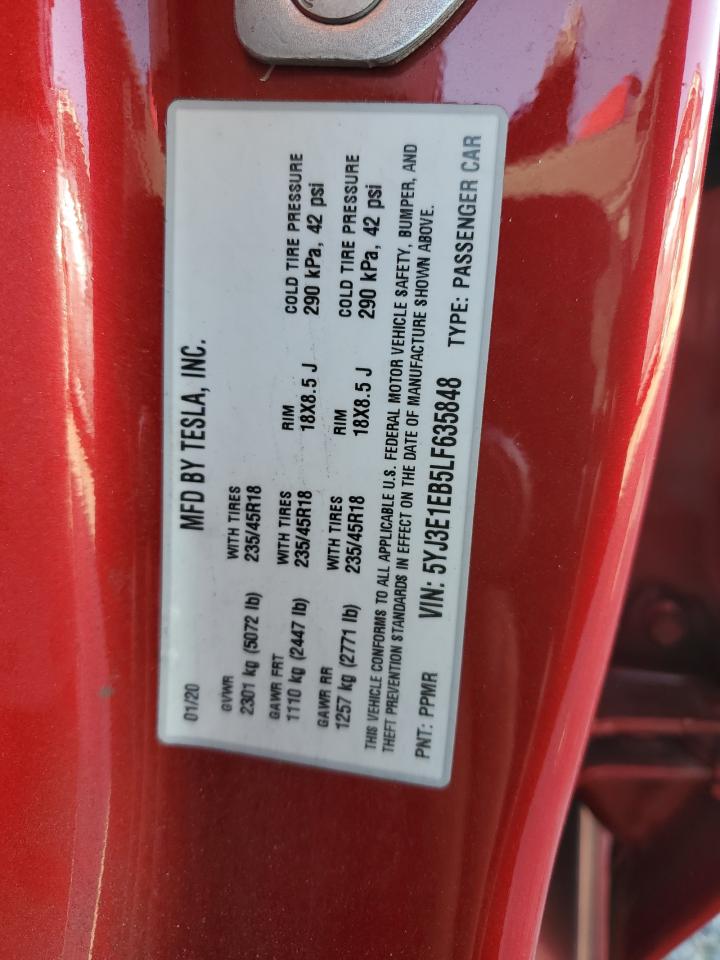 01/20 MFD BY TESLA, INC.
GVWR WITH TIRES
2301 kg (5072 lb) 235/45R18
GAWR FRT WITH TIRES RIM COLD TIRE PRESSURE
1110 kg (2447 lb) 235/45R18 18X8.5 J 290 kPa, 42 psi
GAWR RR WITH TIRES RIM COLD TIRE PRESSURE
1257 kg (2771 lb) 235/45R18 18X8.5 J 290 kPa, 42 psi
THIS VEHICLE CONFORMS TO ALL APPLICABLE U.S. FEDERAL MOTOR VEHICLE SAFETY, BUMPER, AND
THEFT PREVENTION STANDARDS IN EFFECT ON THE DATE OF MANUFACTURE SHOWN ABOVE.
PNT: PPMR VIN: 5YJ3E1EB5LF635848 TYPE: PASSENGER CAR